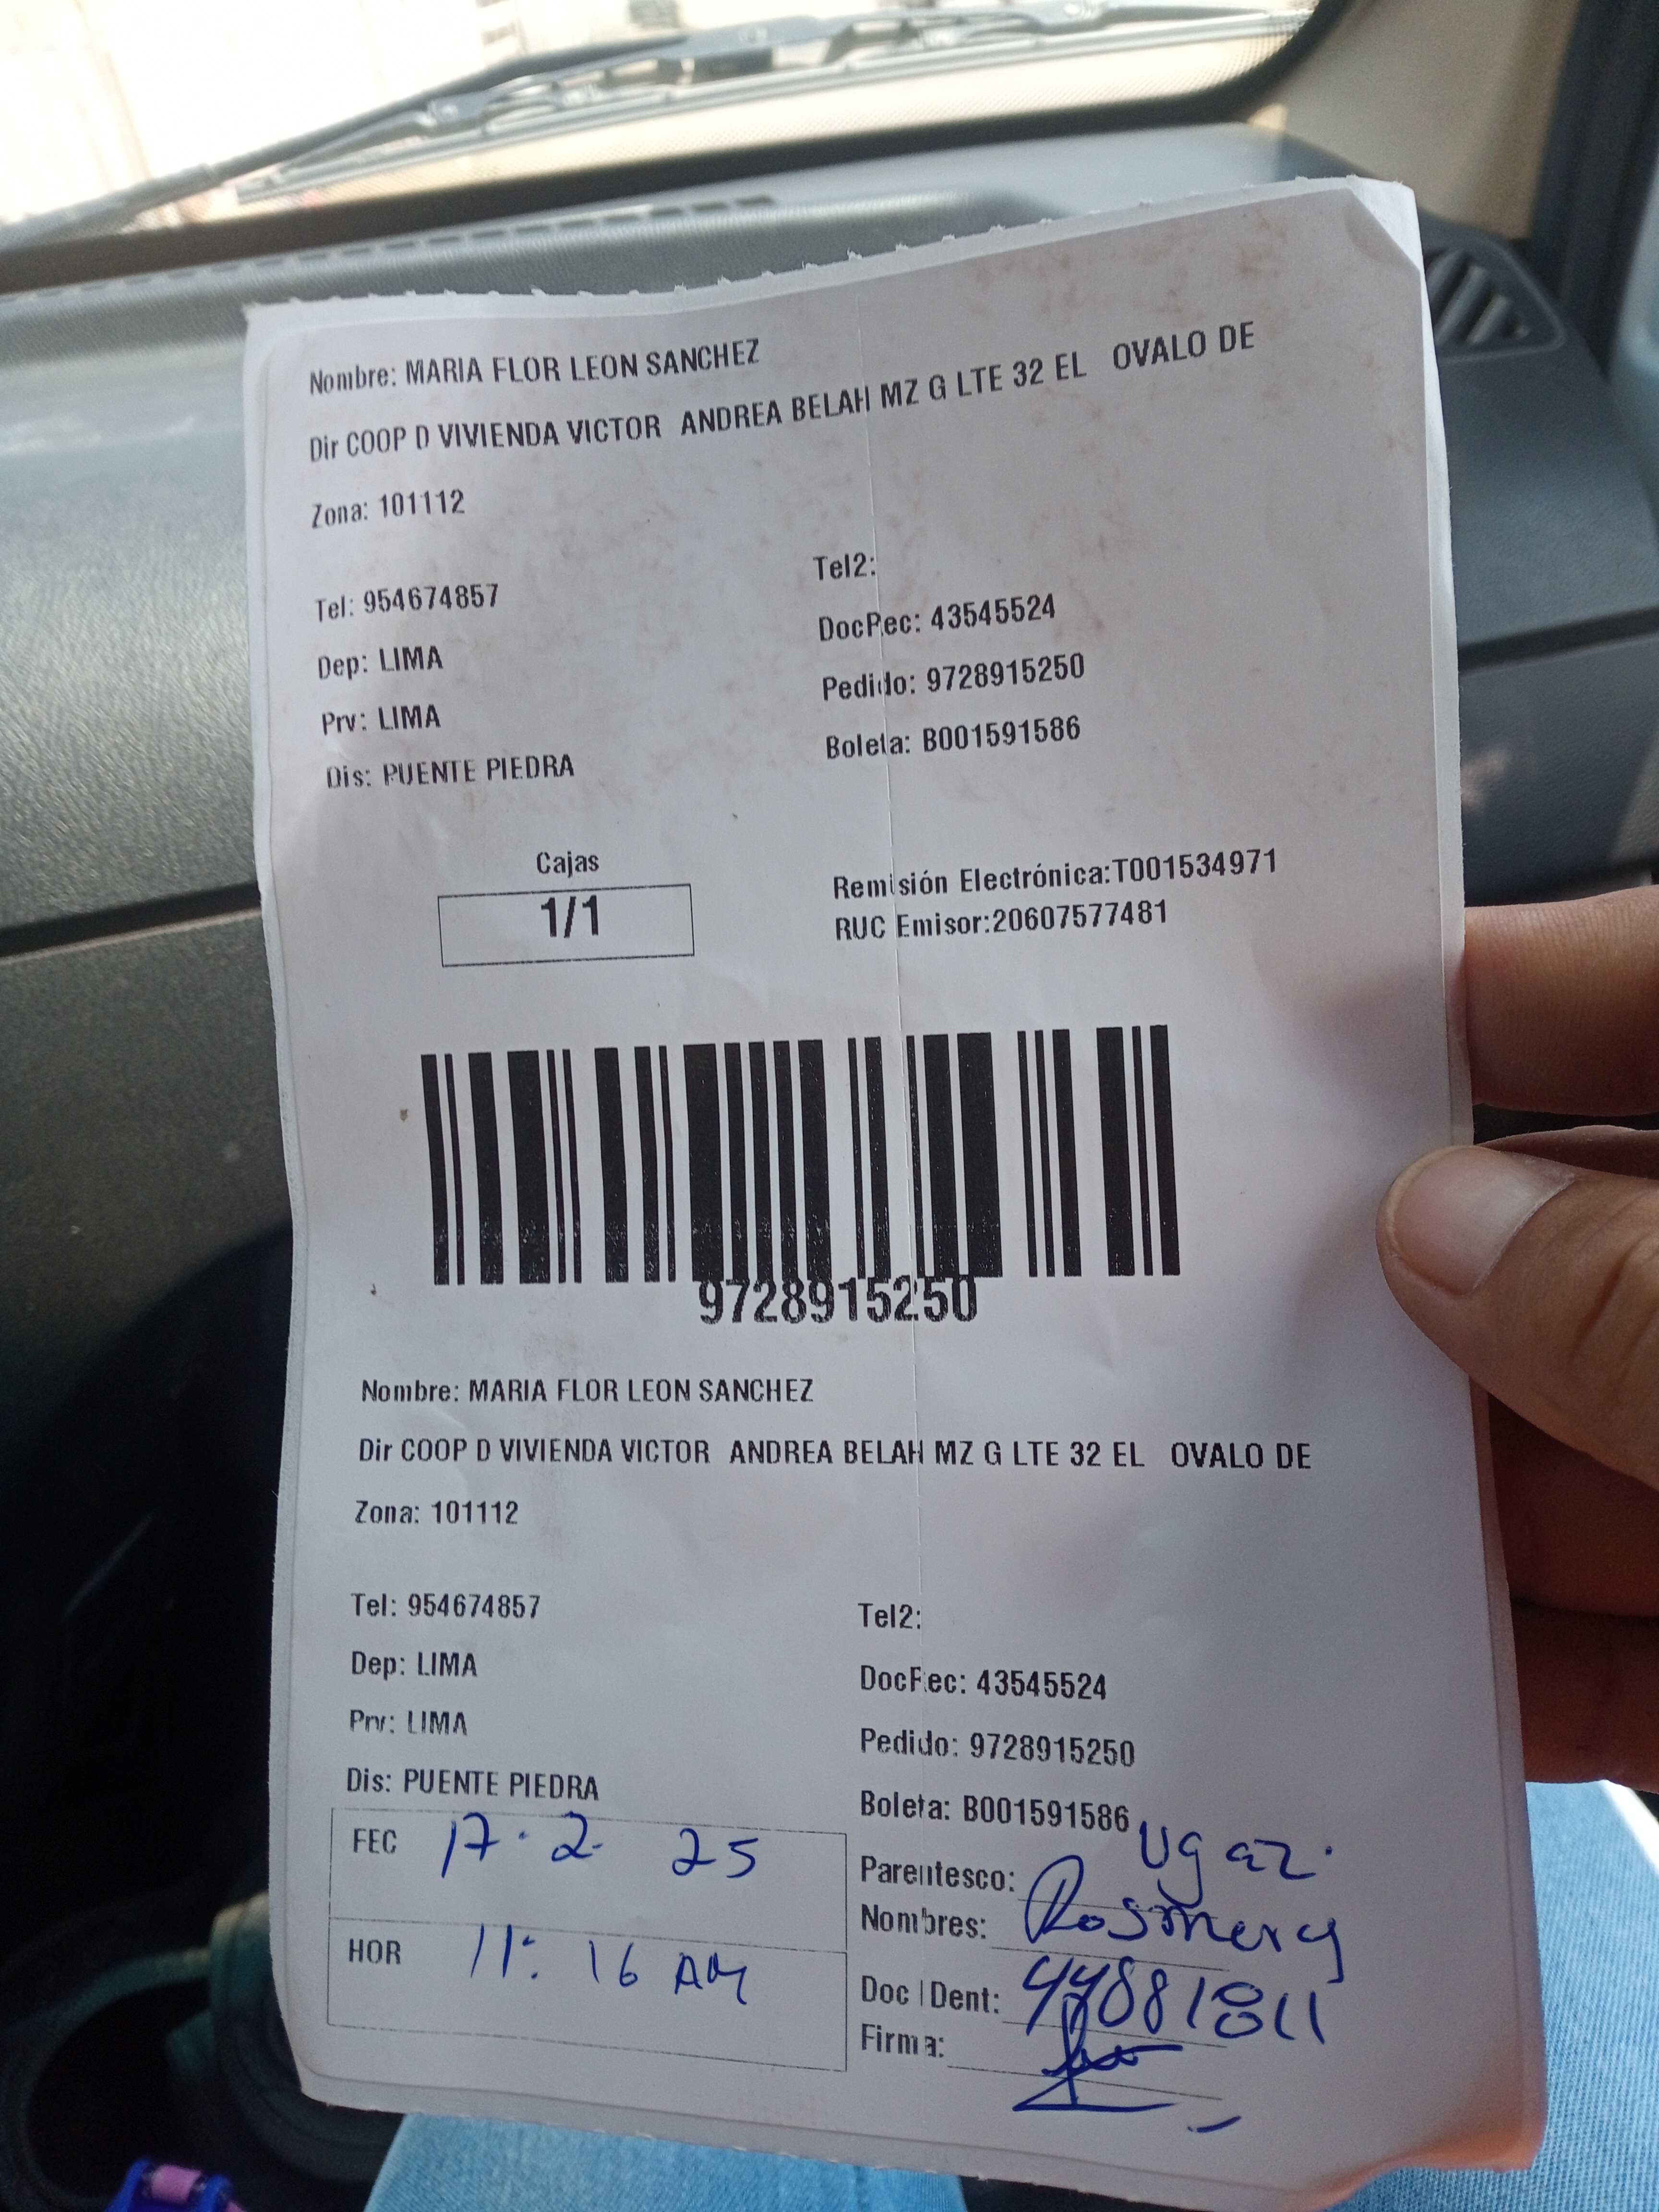 Nombre: MARIA FLOR LEON SANCHEZ
Dir COOP D VIVIENDA VICTOR ANDREA BELAH MZ G LTE 32 EL OVALO DE
Zona: 101112
Tel: 954674857
Tel2:
Dep: LIMA
DocRec: 43545524
Prv: LIMA
Pedido: 9728915250
Dis: PUENTE PIEDRA
Boleta: B001591586
Cajas
1/1
Remisión Electrónica:T001534971
RUC Emisor:20607577481
9728915250
Nombre: MARIA FLOR LEON SANCHEZ
Dir COOP D VIVIENDA VICTOR ANDREA BELAH MZ G LTE 32 EL OVALO DE
Zona: 101112
Tel: 954674857
Tel2:
Dep: LIMA
DocRec: 43545524
Prv: LIMA
Pedido: 9728915250
Dis: PUENTE PIEDRA
Boleta: B001591586
FEC 17.2 25
Parentesco: Ugaz.
Nombres: Rosmery
HOR 11:16 AM
Doc IDent: 44881811
Firma: